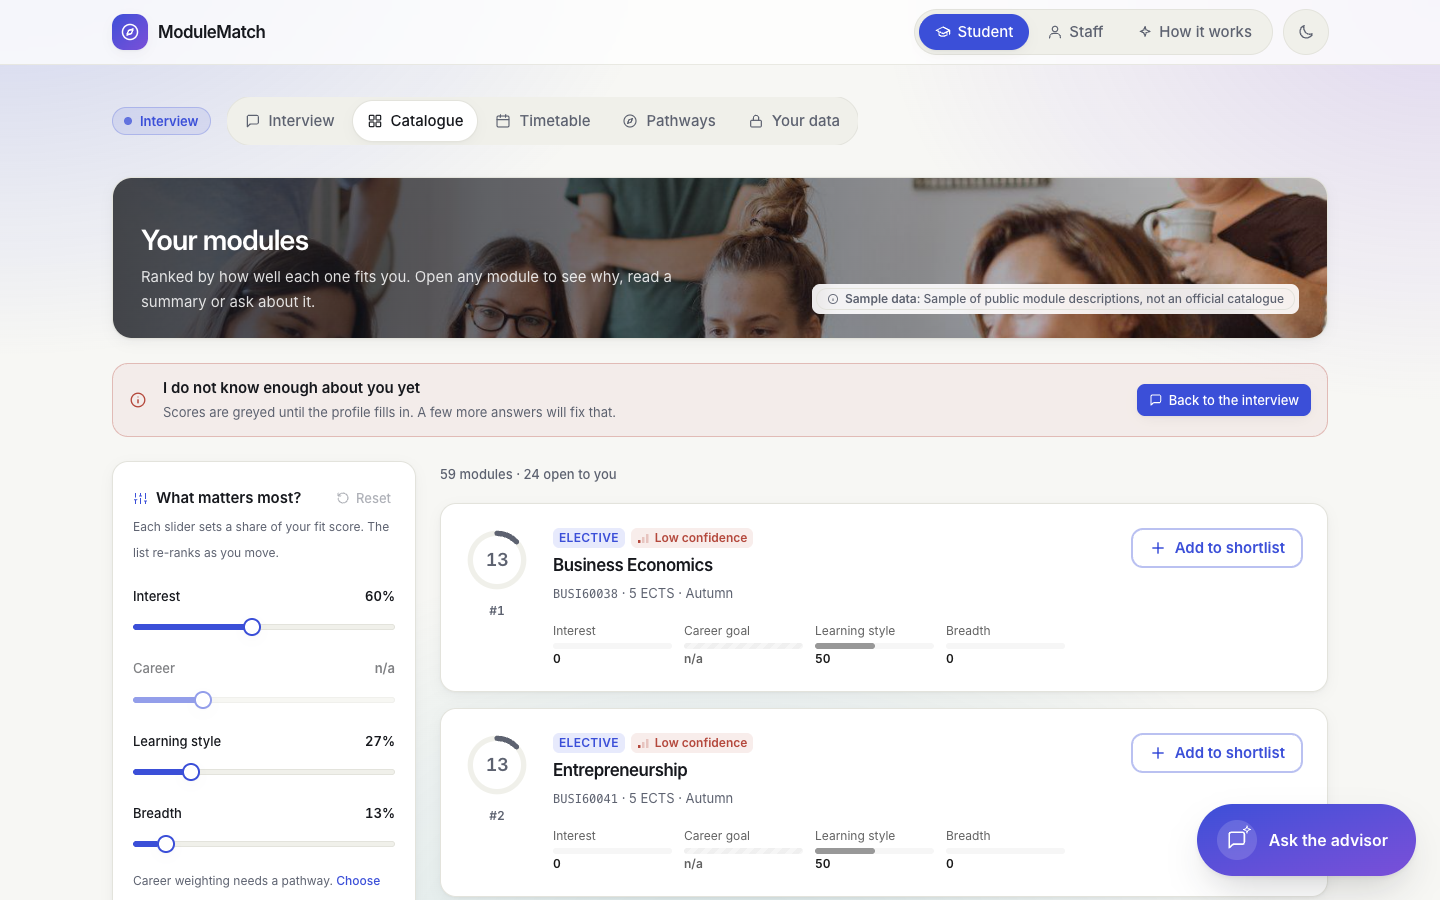 ModuleMatch
Student
Staff
How it works
Interview
Interview
Catalogue
Timetable
Pathways
Your data
Your modules
Ranked by how well each one fits you. Open any module to see why, read a
summary or ask about it.
Sample data: Sample of public module descriptions, not an official catalogue
I do not know enough about you yet
Scores are greyed until the profile fills in. A few more answers will fix that.
Back to the interview
What matters most?
Reset
Each slider sets a share of your fit score. The
list re-ranks as you move.
Interest 60%
Career n/a
Learning style 27%
Breadth 13%
Career weighting needs a pathway. Choose
59 modules · 24 open to you
13
#1
ELECTIVE Low confidence
Business Economics
BUSI60038 · 5 ECTS · Autumn
Interest Career goal Learning style Breadth
0 n/a 50 0
Add to shortlist
13
#2
ELECTIVE Low confidence
Entrepreneurship
BUSI60041 · 5 ECTS · Autumn
Interest Career goal Learning style Breadth
0 n/a 50 0
Add to shortlist
Ask the advisor